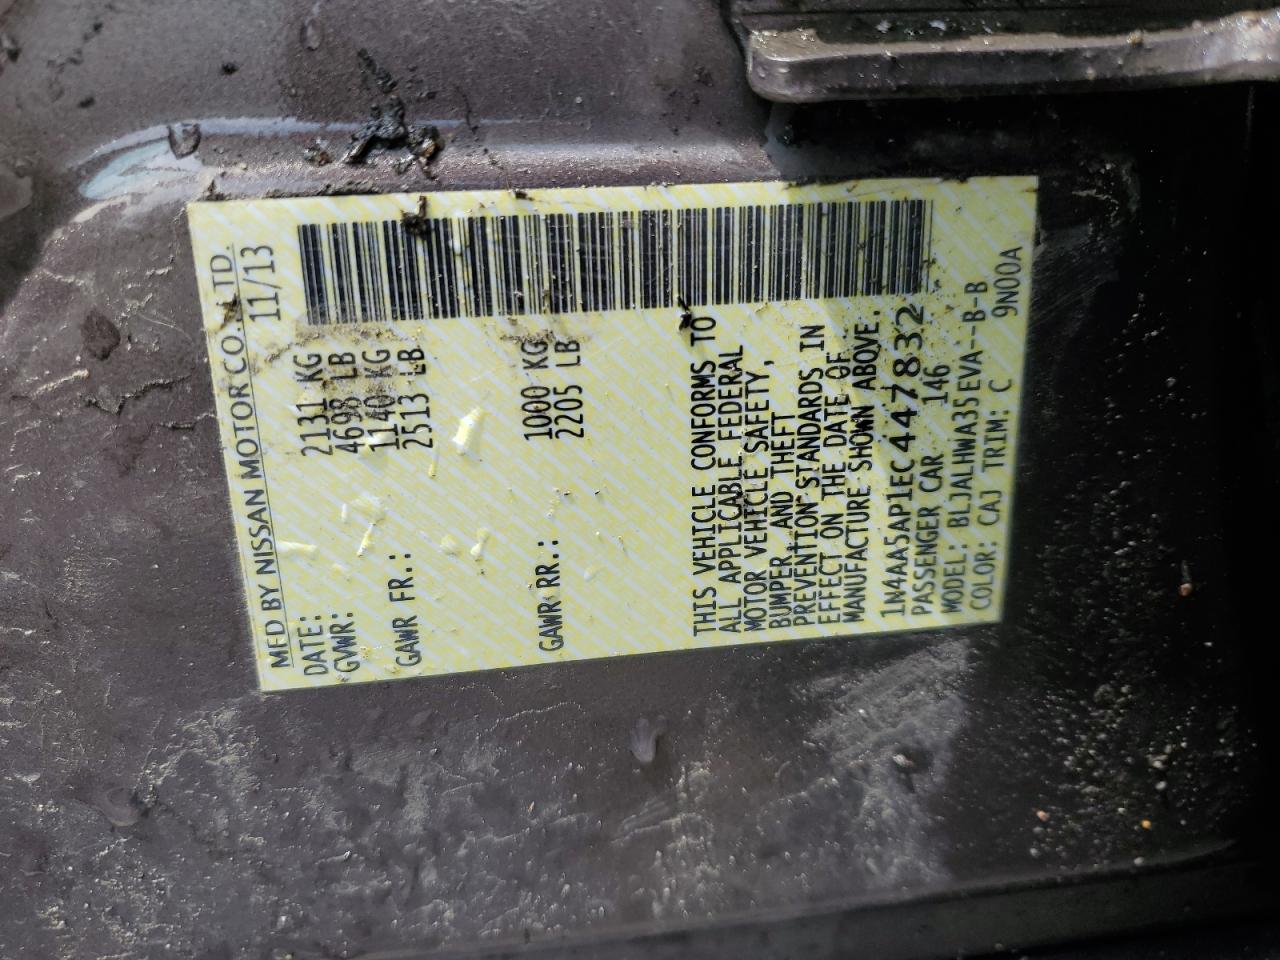 MFD BY NISSAN MOTOR CO.,LTD.
DATE: 11/13
GVWR: 2131 KG
4698 LB
GAWR FR.: 1140 KG
2513 LB
GAWR RR.: 1000 KG
2205 LB
THIS VEHICLE CONFORMS TO
ALL APPLICABLE FEDERAL
MOTOR VEHICLE SAFETY,
BUMPER AND THEFT
PREVENTION STANDARDS IN
EFFECT ON THE DATE OF
MANUFACTURE SHOWN ABOVE.
1N4AA5AP1EC447832
PASSENGER CAR 146
MODEL: BLJALHWA35EVA--B-B
COLOR: CAJ TRIM: C 9N00A